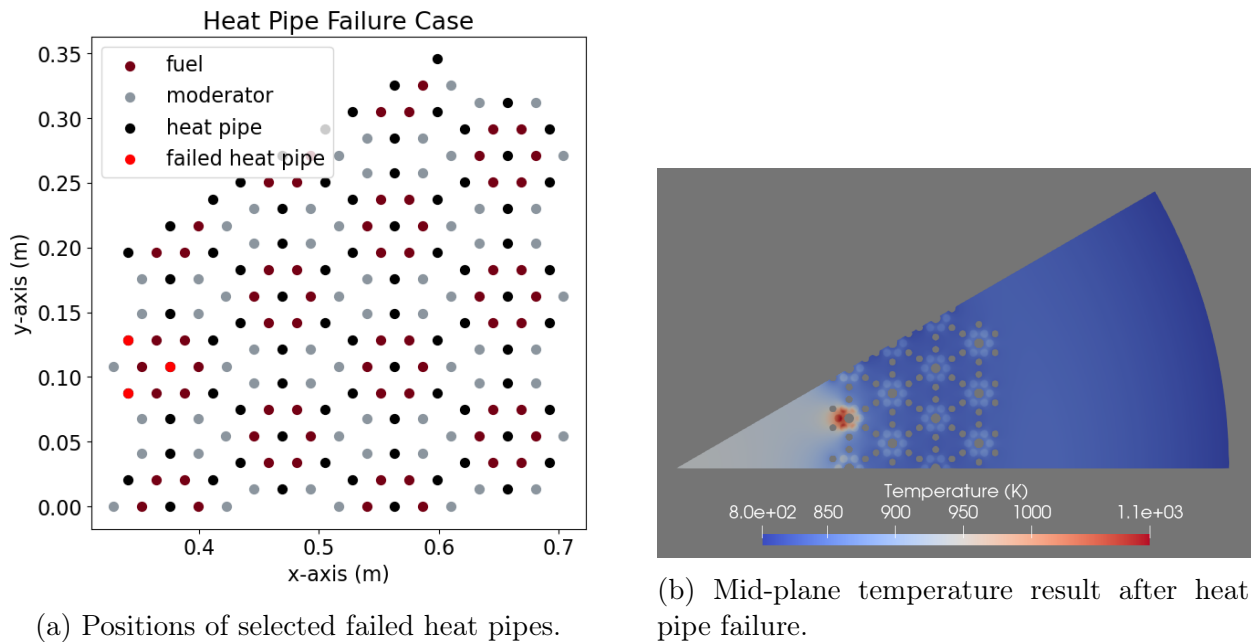 Heat Pipe Failure Case
fuel
moderator
heat pipe
failed heat pipe
0.35
0.30
0.25
0.20
0.15
0.10
0.05
0.00
y-axis (m)
0.4 0.5 0.6 0.7
x-axis (m)
(a) Positions of selected failed heat pipes.
Temperature (K)
8.0e+02 850 900 950 1000 1.1e+03
(b) Mid-plane temperature result after heat
pipe failure.